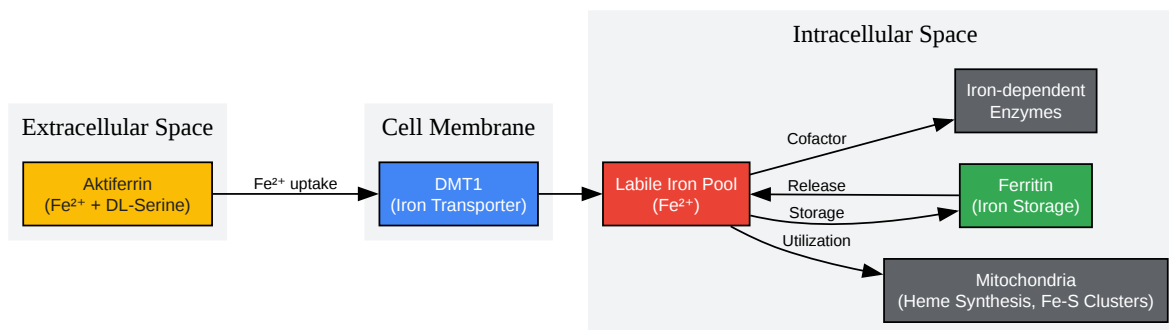 Intracellular Space
Extracellular Space
Cell Membrane
Aktiferrin
(Fe²⁺ + DL-Serine)
Fe²⁺ uptake
DMT1
(Iron Transporter)
Labile Iron Pool
(Fe²⁺)
Cofactor
Iron-dependent
Enzymes
Release
Storage
Ferritin
(Iron Storage)
Utilization
Mitochondria
(Heme Synthesis, Fe-S Clusters)